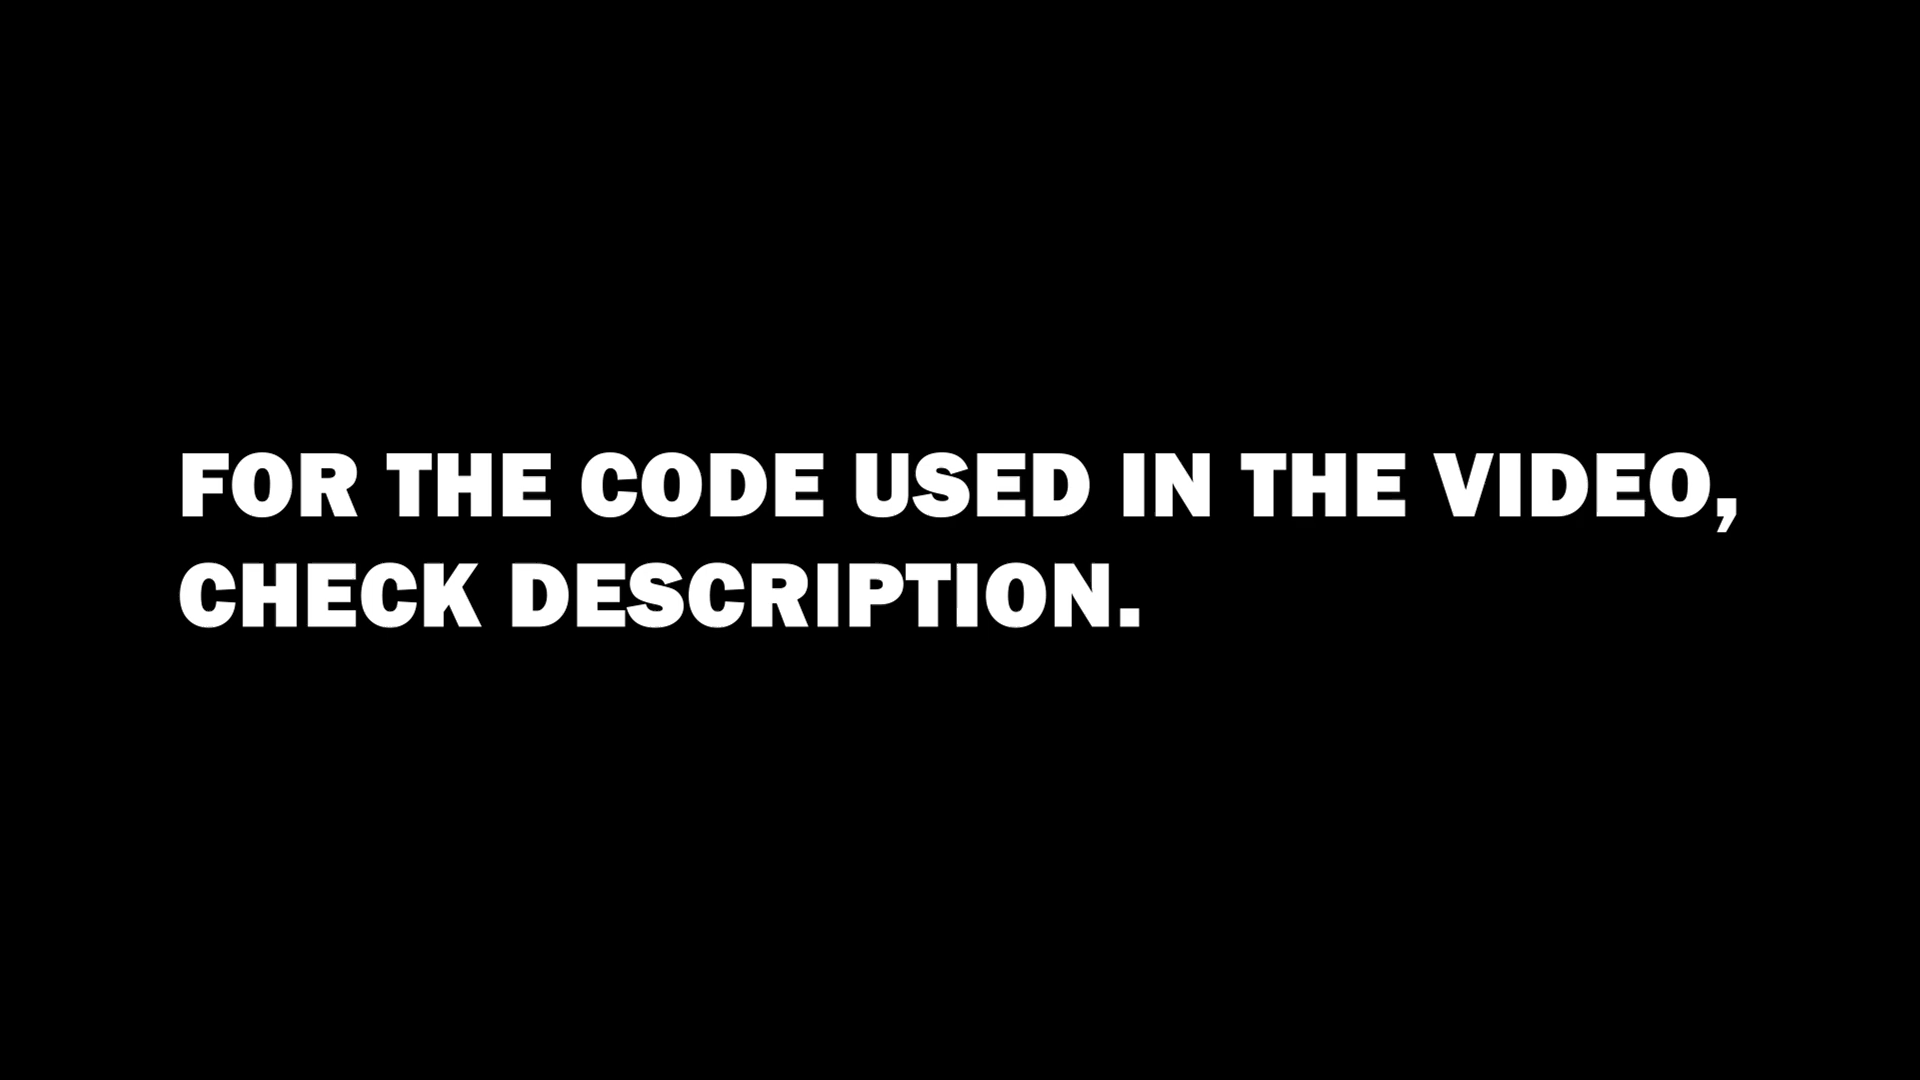 FOR THE CODE USED IN THE VIDEO,
CHECK DESCRIPTION.